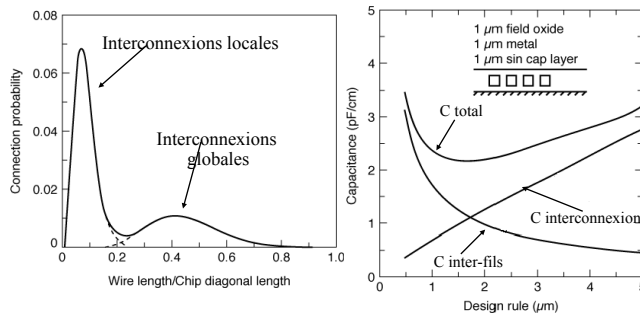 0.08
0.06
0.04
0.02
0
0
0.2
0.4
0.6
0.8
1.0
Connection probability
Wire length/Chip diagonal length
Interconnexions locales
Interconnexions
globales
5
4
3
2
1
0
0
1
2
3
4
5
Capacitance (pF/cm)
Design rule (μm)
1 μm field oxide
1 μm metal
1 μm sin cap layer
C total
C interconnexion
C inter-fils